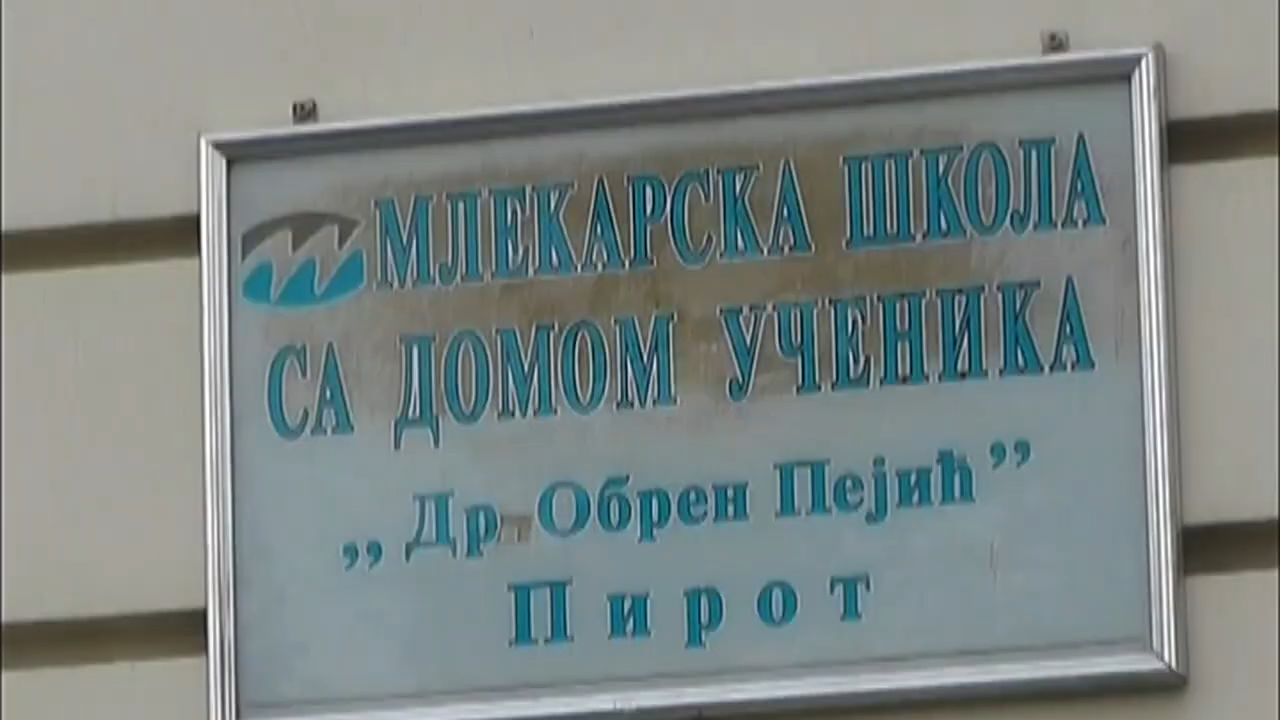 МЛЕКАРСКА ШКОЛА
СА ДОМОМ УЧЕНИКА
,, Др Обрен Пејић ”
Пирот